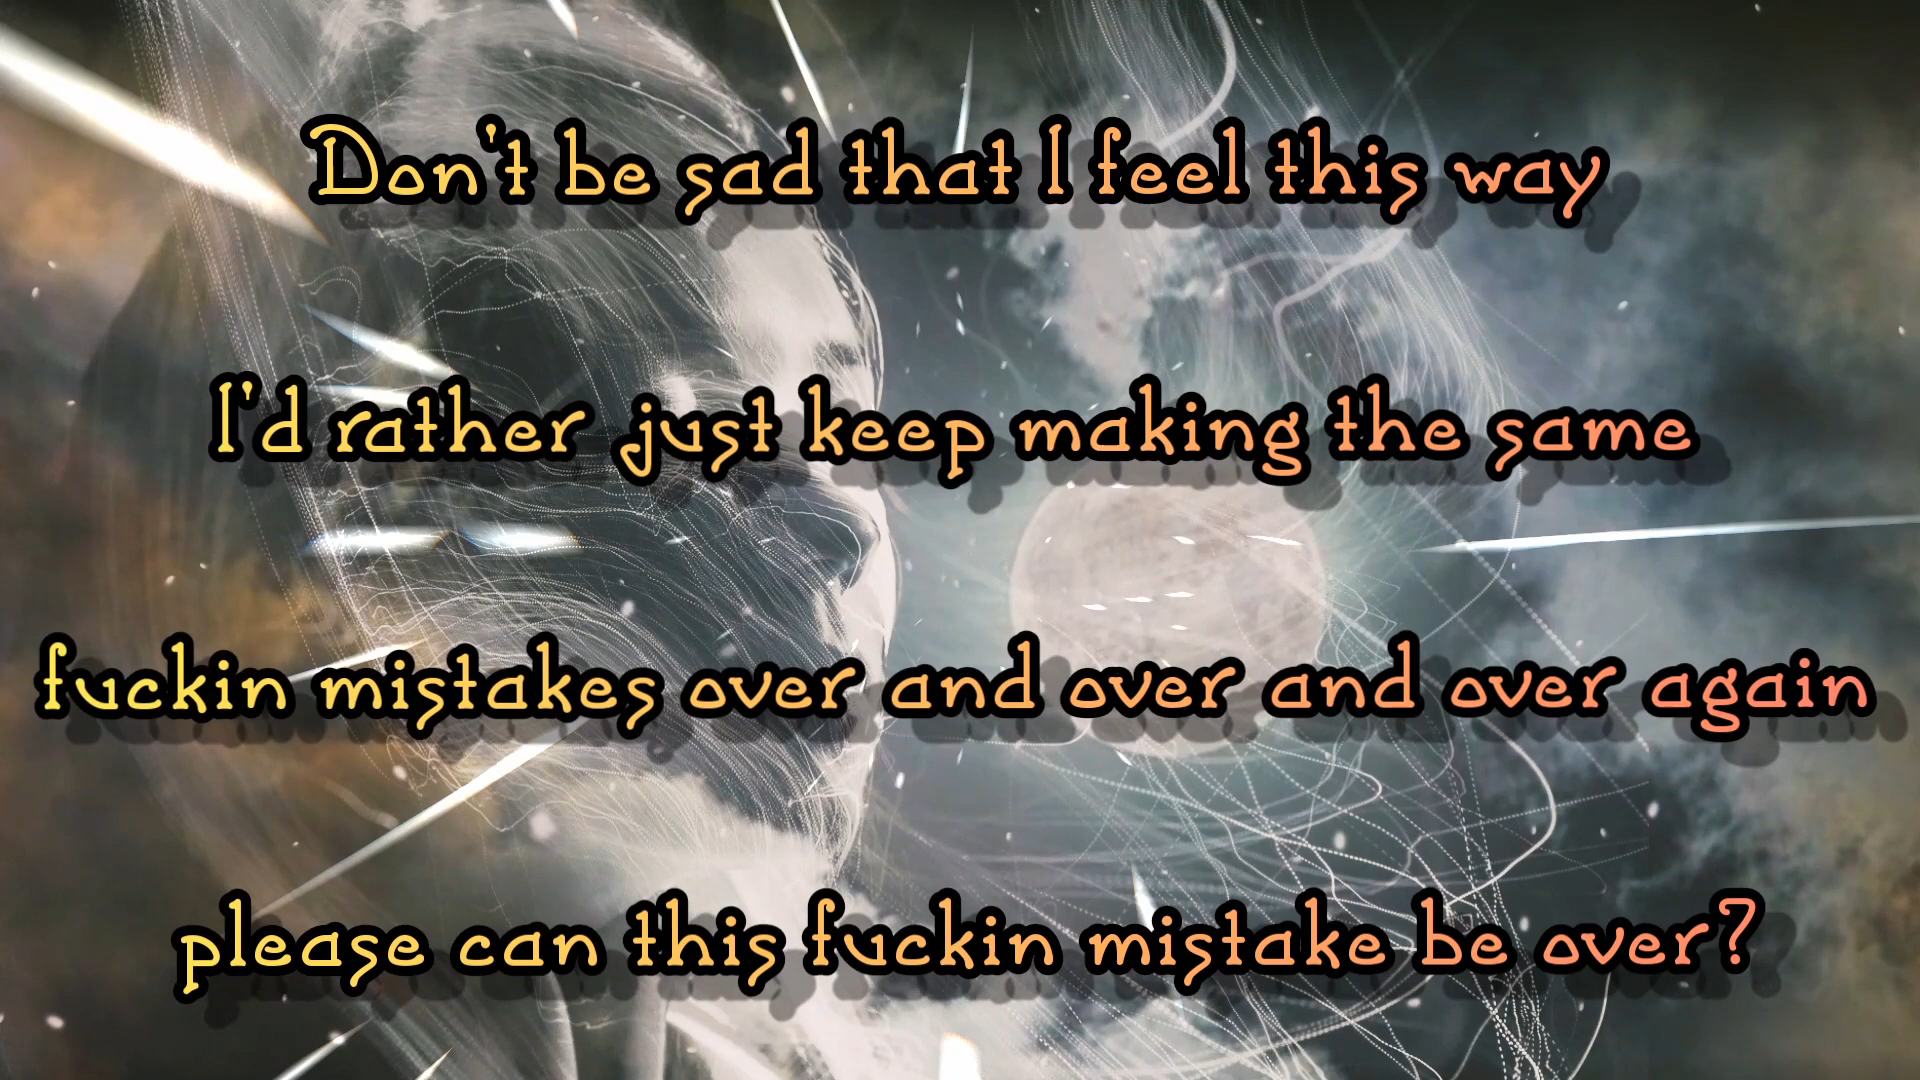 Don't be sad that I feel this way
I'd rather just keep making the same
fuckin mistakes over and over and over again
please can this fuckin mistake be over?